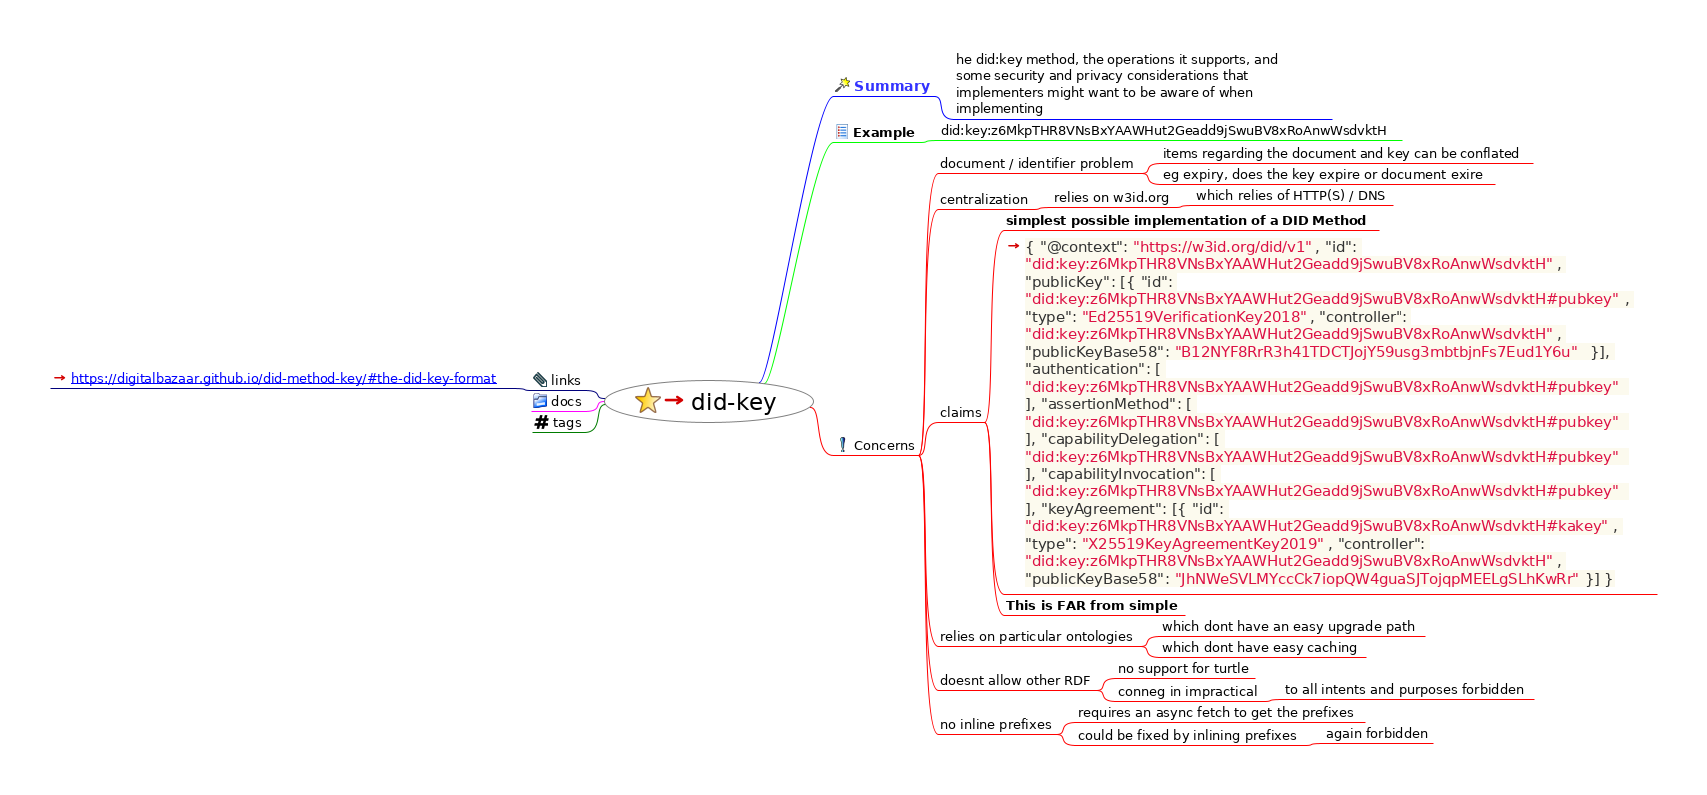 Summary
he did:key method, the operations it supports, and
some security and privacy considerations that
implementers might want to be aware of when
implementing
Example
did:key:z6MkpTHR8VNsBxYAAWHut2Geadd9jSwuBV8xRoAnwWsdvktH
document / identifier problem
items regarding the document and key can be conflated
eg expiry, does the key expire or document exire
centralization
relies on w3id.org
which relies of HTTP(S) / DNS
simplest possible implementation of a DID Method
{ "@context": "https://w3id.org/did/v1" , "id":
"did:key:z6MkpTHR8VNsBxYAAWHut2Geadd9jSwuBV8xRoAnwWsdvktH" ,
"publicKey": [{ "id":
"did:key:z6MkpTHR8VNsBxYAAWHut2Geadd9jSwuBV8xRoAnwWsdvktH#pubkey" ,
"type": "Ed25519VerificationKey2018" , "controller":
"did:key:z6MkpTHR8VNsBxYAAWHut2Geadd9jSwuBV8xRoAnwWsdvktH" ,
"publicKeyBase58": "B12NYF8RrR3h41TDCTJojY59usg3mbtbjnFs7Eud1Y6u" }],
"authentication": [
"did:key:z6MkpTHR8VNsBxYAAWHut2Geadd9jSwuBV8xRoAnwWsdvktH#pubkey"
], "assertionMethod": [
"did:key:z6MkpTHR8VNsBxYAAWHut2Geadd9jSwuBV8xRoAnwWsdvktH#pubkey"
], "capabilityDelegation": [
"did:key:z6MkpTHR8VNsBxYAAWHut2Geadd9jSwuBV8xRoAnwWsdvktH#pubkey"
], "capabilityInvocation": [
"did:key:z6MkpTHR8VNsBxYAAWHut2Geadd9jSwuBV8xRoAnwWsdvktH#pubkey"
], "keyAgreement": [{ "id":
"did:key:z6MkpTHR8VNsBxYAAWHut2Geadd9jSwuBV8xRoAnwWsdvktH#kakey" ,
"type": "X25519KeyAgreementKey2019" , "controller":
"did:key:z6MkpTHR8VNsBxYAAWHut2Geadd9jSwuBV8xRoAnwWsdvktH" ,
"publicKeyBase58": "JhNWeSVLMYccCk7iopQW4guaSJTojqpMEELgSLhKwRr" }] }
https://digitalbazaar.github.io/did-method-key/#the-did-key-format
links
docs
# tags
did-key
claims
Concerns
This is FAR from simple
relies on particular ontologies
which dont have an easy upgrade path
which dont have easy caching
doesnt allow other RDF
no support for turtle
conneg in impractical
to all intents and purposes forbidden
no inline prefixes
requires an async fetch to get the prefixes
could be fixed by inlining prefixes
again forbidden